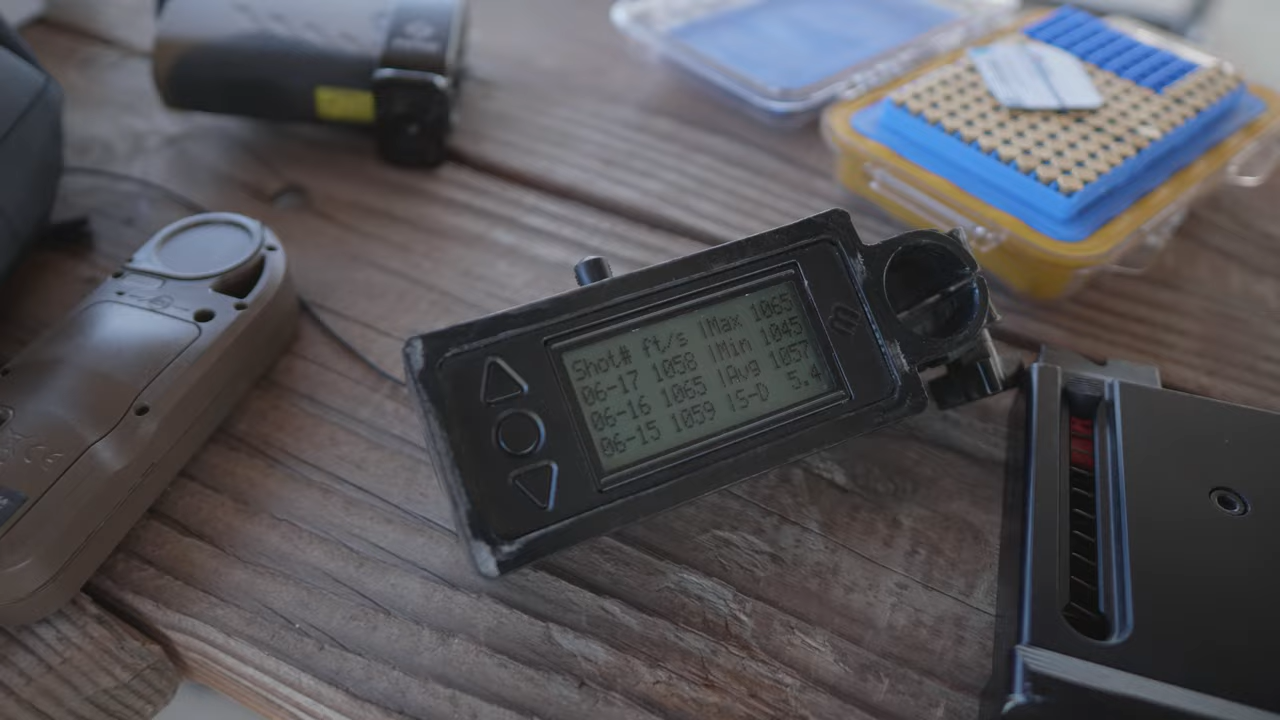 Shot# ft/s |Max 1065
06-17 1058 |Min 1045
06-16 1065 |Avg 1057
06-15 1059 |S-D 5.4
CE